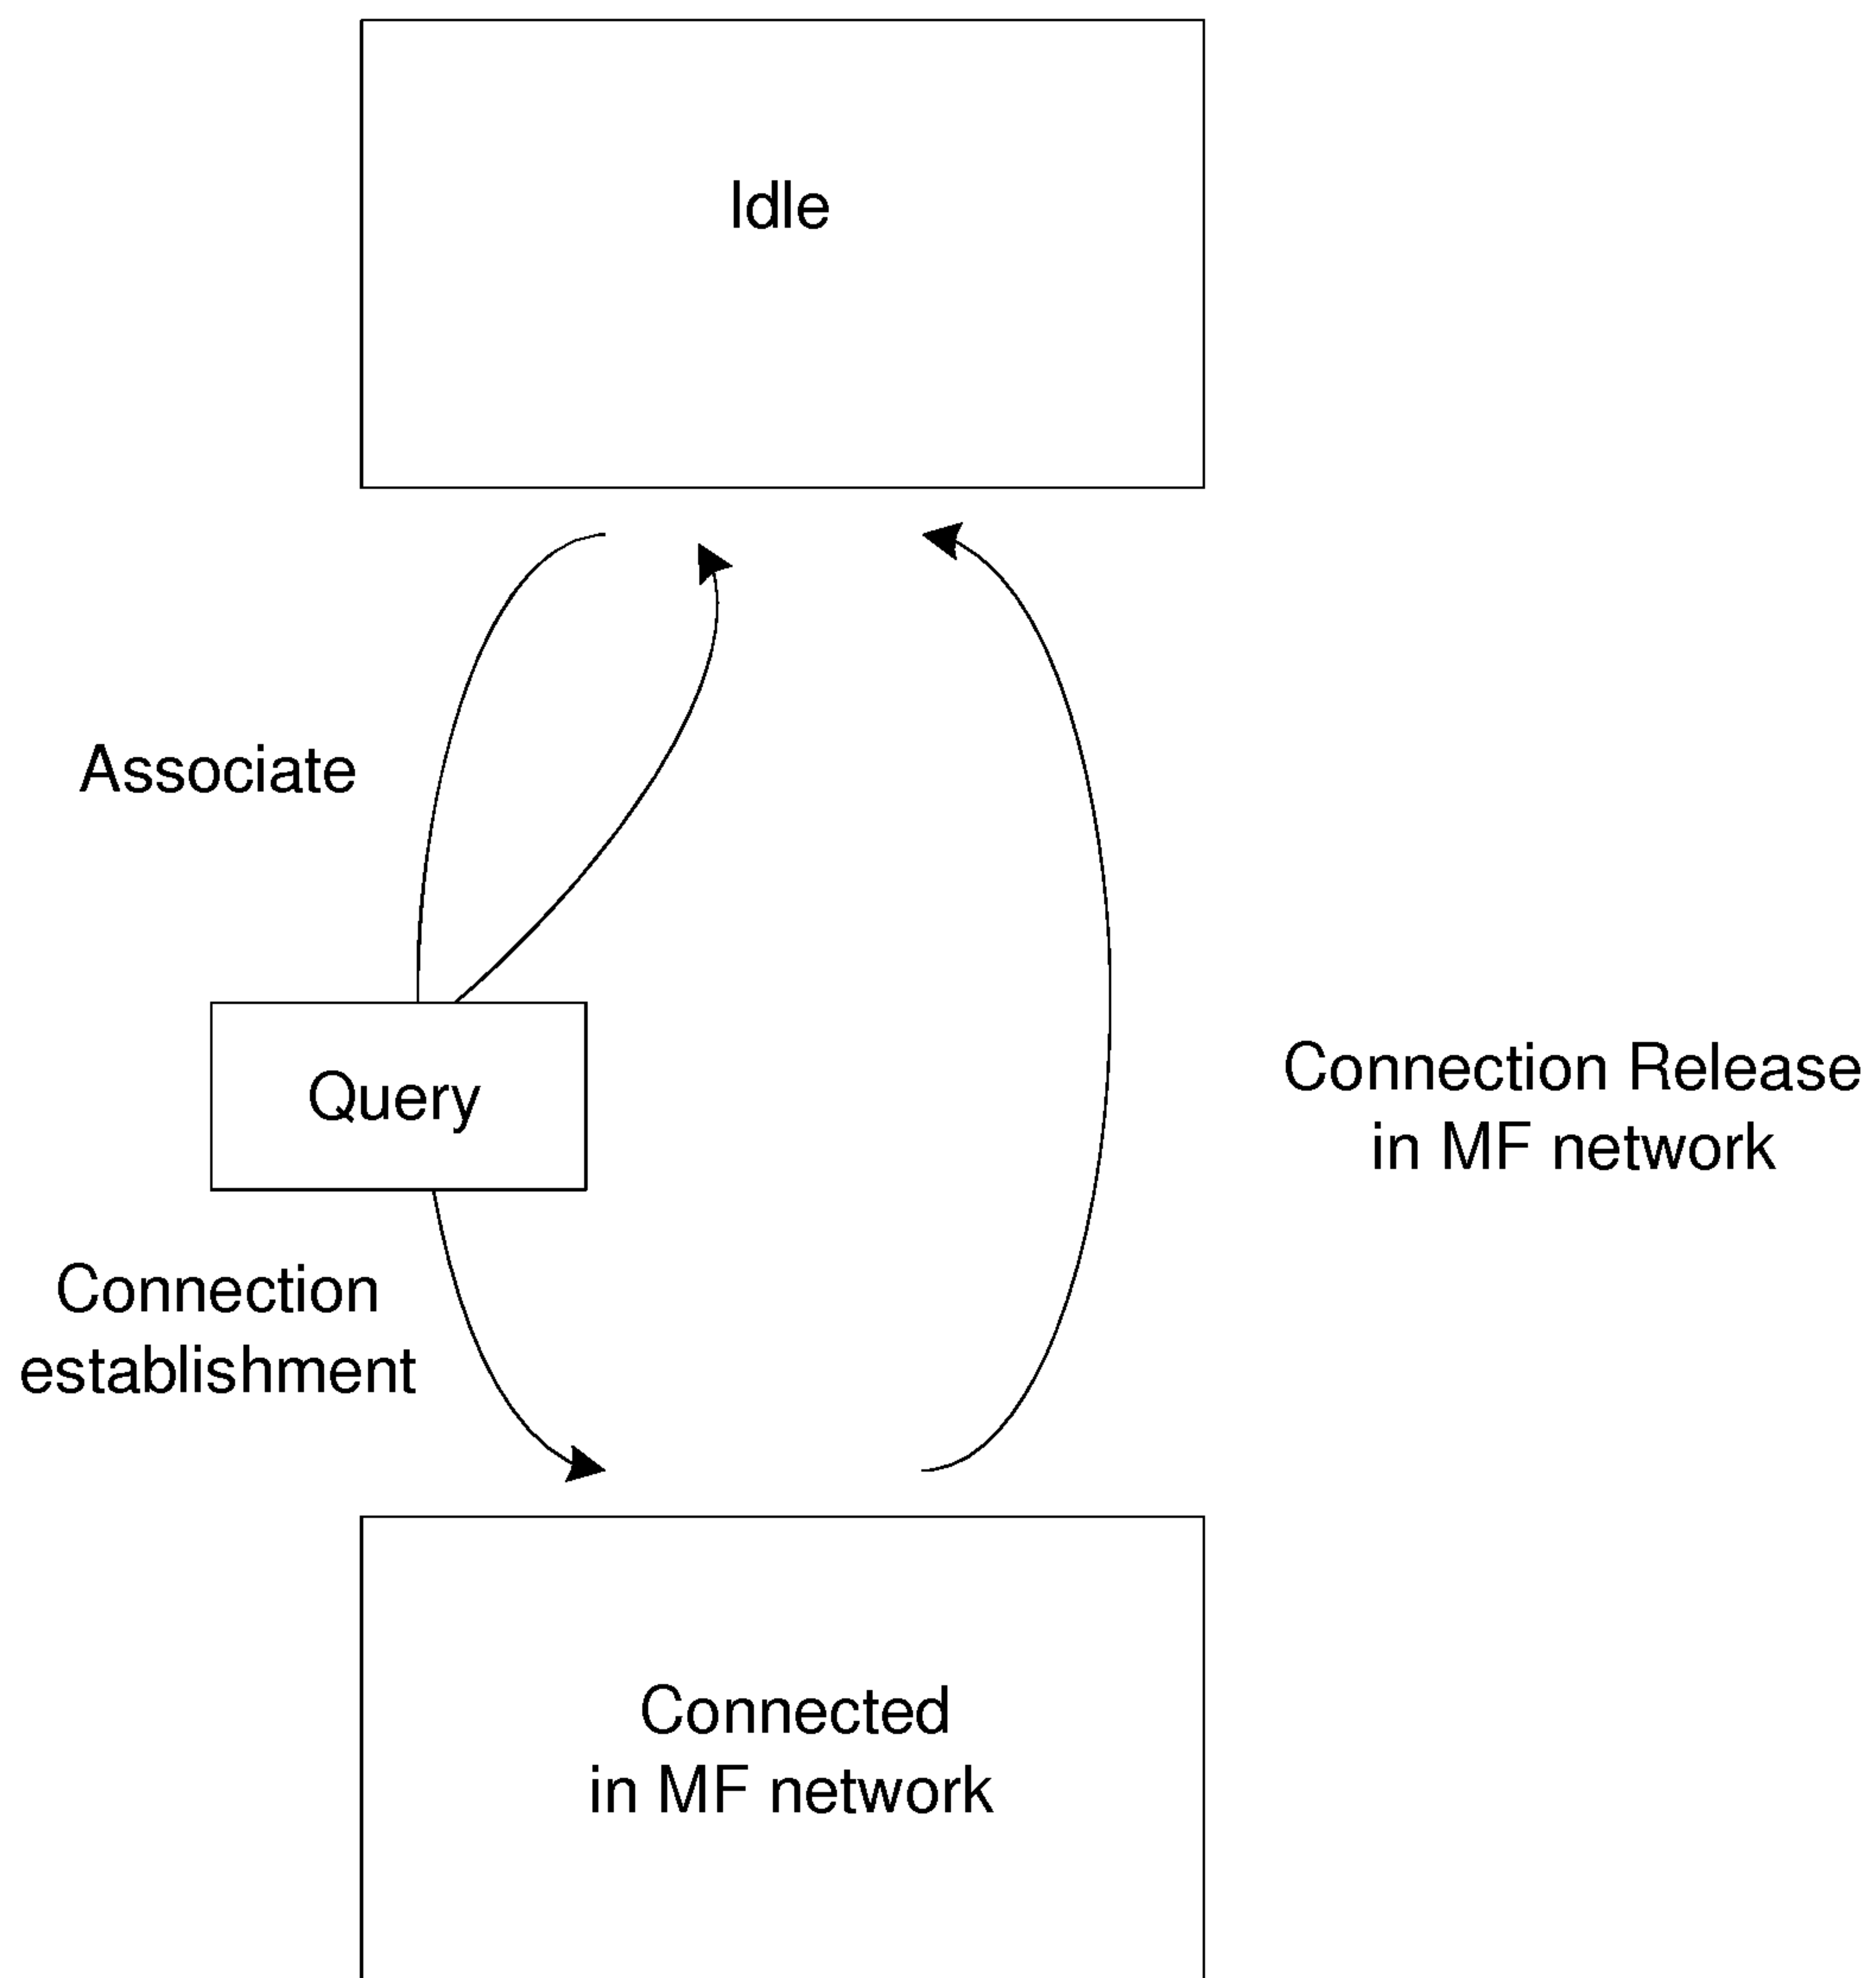 Idle
Associate
Query
Connection Release
in MF network
Connection
establishment
Connected
in MF network